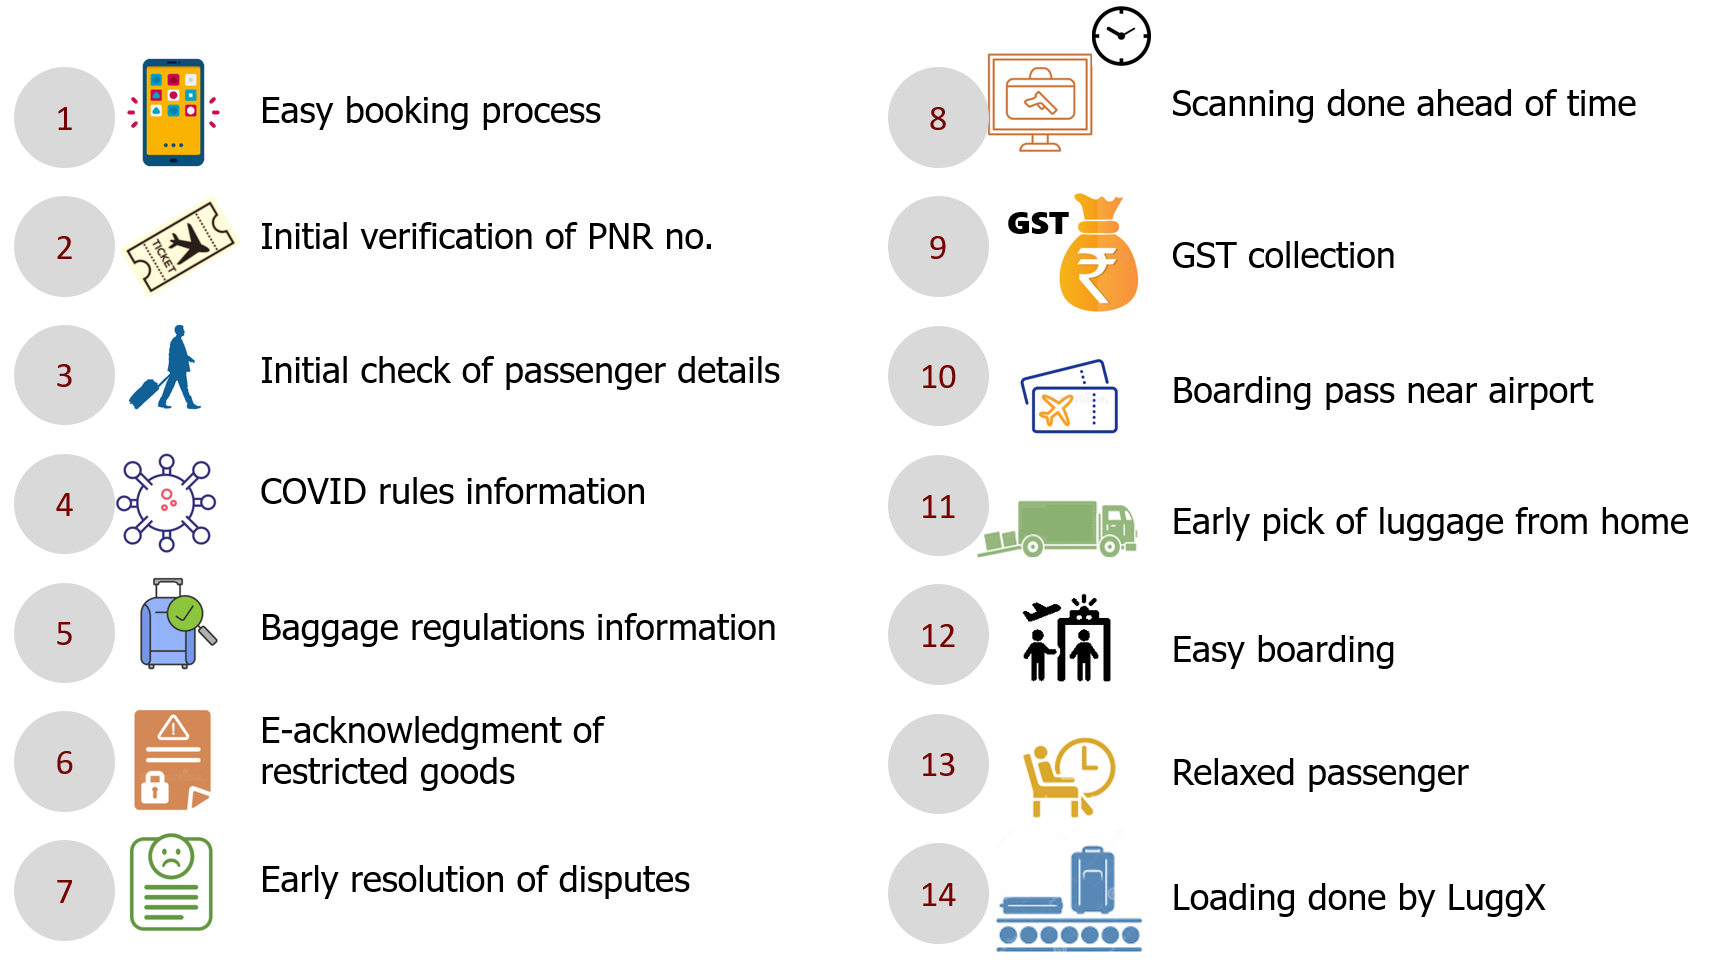 1
Easy booking process
2
TICKET
Initial verification of PNR no.
3
Initial check of passenger details
4
COVID rules information
5
Baggage regulations information
6
E-acknowledgment of
restricted goods
7
Early resolution of disputes
8
Scanning done ahead of time
9
GST
₹
GST collection
10
Boarding pass near airport
11
Early pick of luggage from home
12
Easy boarding
13
Relaxed passenger
14
Loading done by LuggX